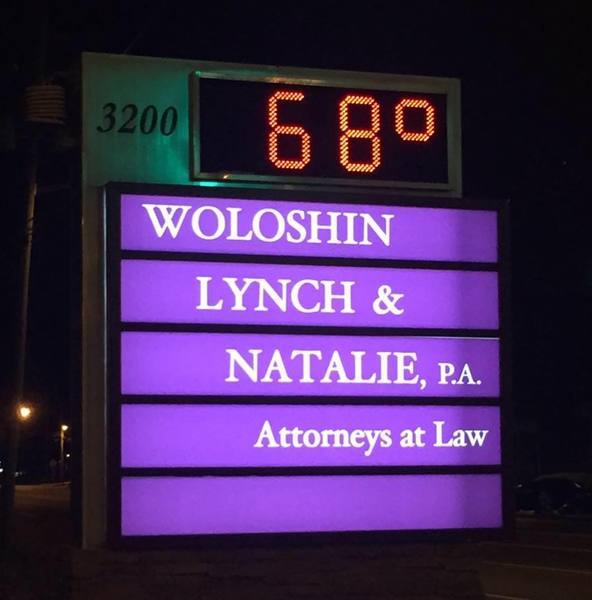 3200
68°
WOLOSHIN
LYNCH &
NATALIE, P.A.
Attorneys at Law